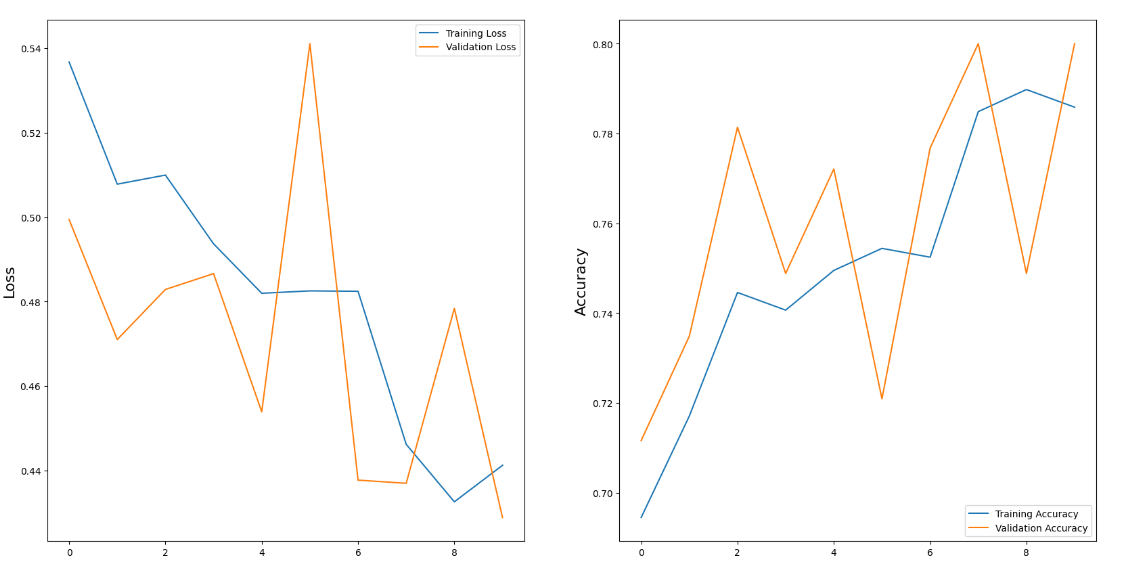 Training Loss
Validation Loss
0.54
0.52
0.50
0.48
0.46
0.44
Loss
0 2 4 6 8
0.80
0.78
0.76
0.74
0.72
0.70
Accuracy
Training Accuracy
Validation Accuracy
0 2 4 6 8